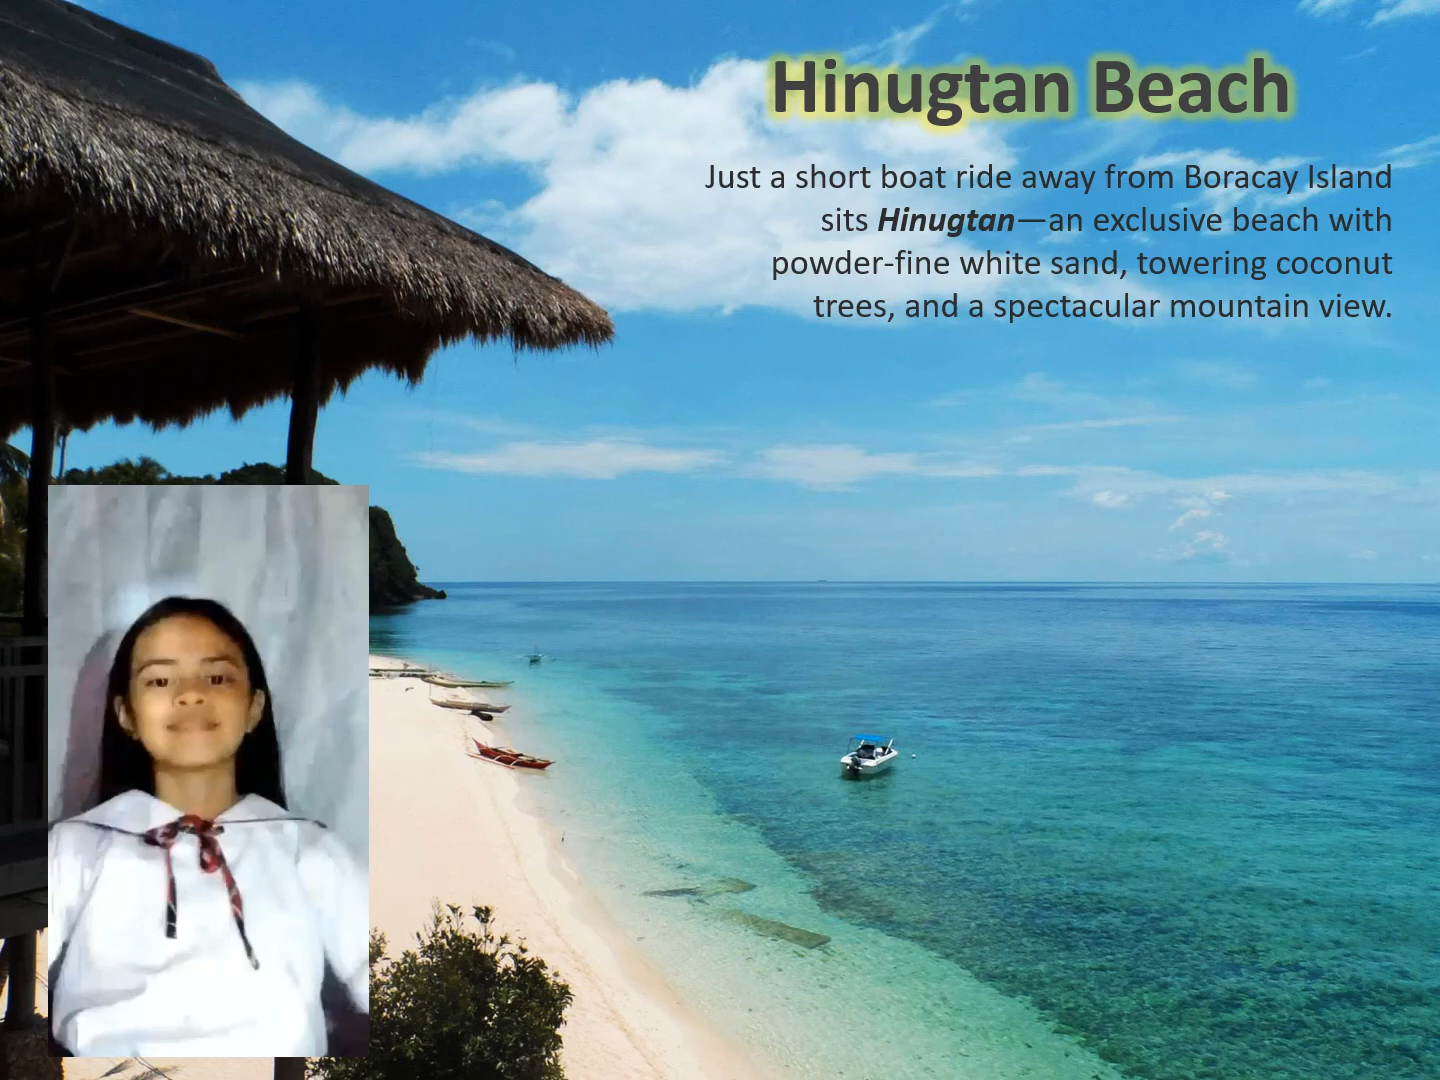 Hinugtan Beach
Just a short boat ride away from Boracay Island
sits Hinugtan—an exclusive beach with
powder-fine white sand, towering coconut
trees, and a spectacular mountain view.